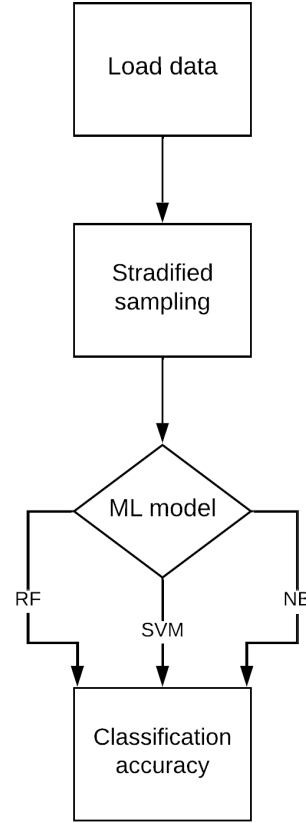 Load data
Stradified
sampling
ML model
RF
SVM
NB
Classification
accuracy